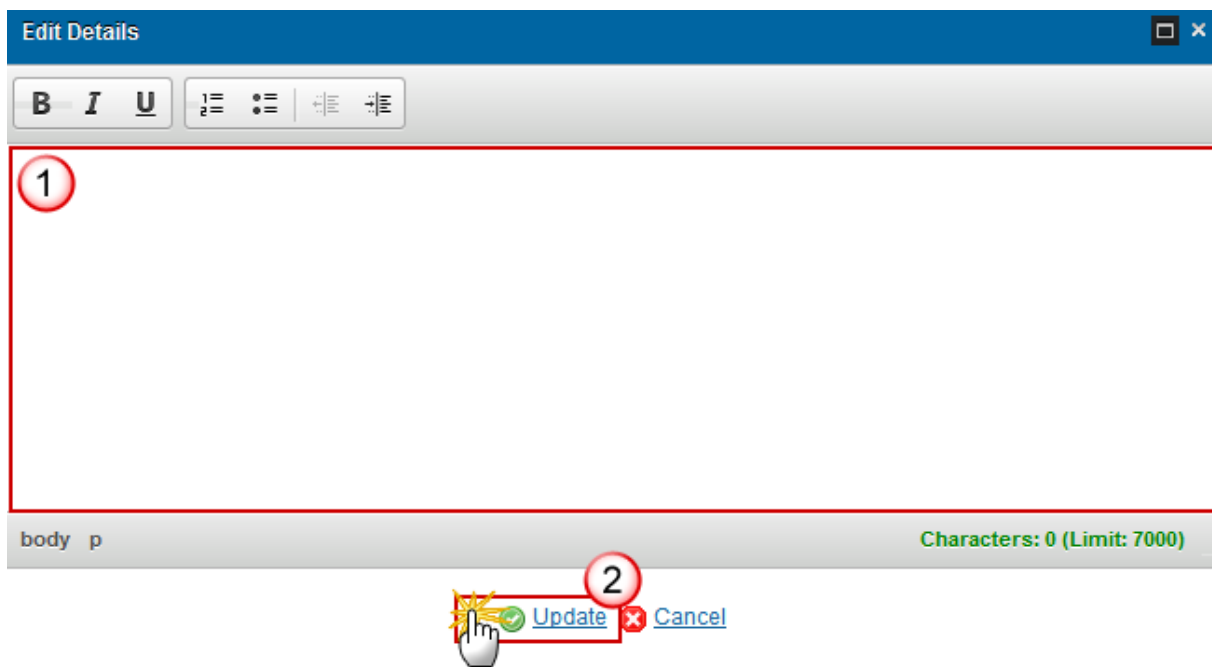 Edit Details
B I U
1
body p Characters: 0 (Limit: 7000)
2
Update Cancel